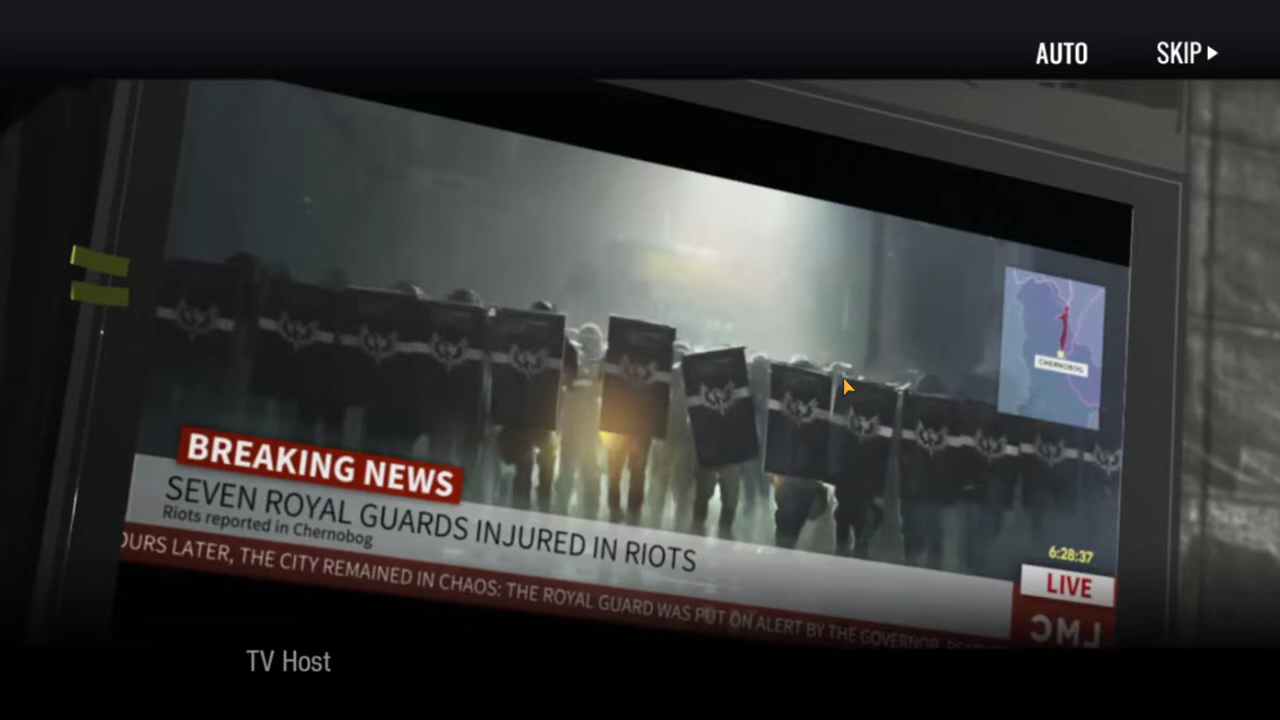 AUTO
SKIP
CHERNOBOG
BREAKING NEWS
SEVEN ROYAL GUARDS INJURED IN RIOTS
Riots reported in Chernobog
6:28:37
LIVE
OURS LATER, THE CITY REMAINED IN CHAOS: THE ROYAL GUARD WAS PUT ON ALERT BY THE GOVERNOR
LMC
TV Host